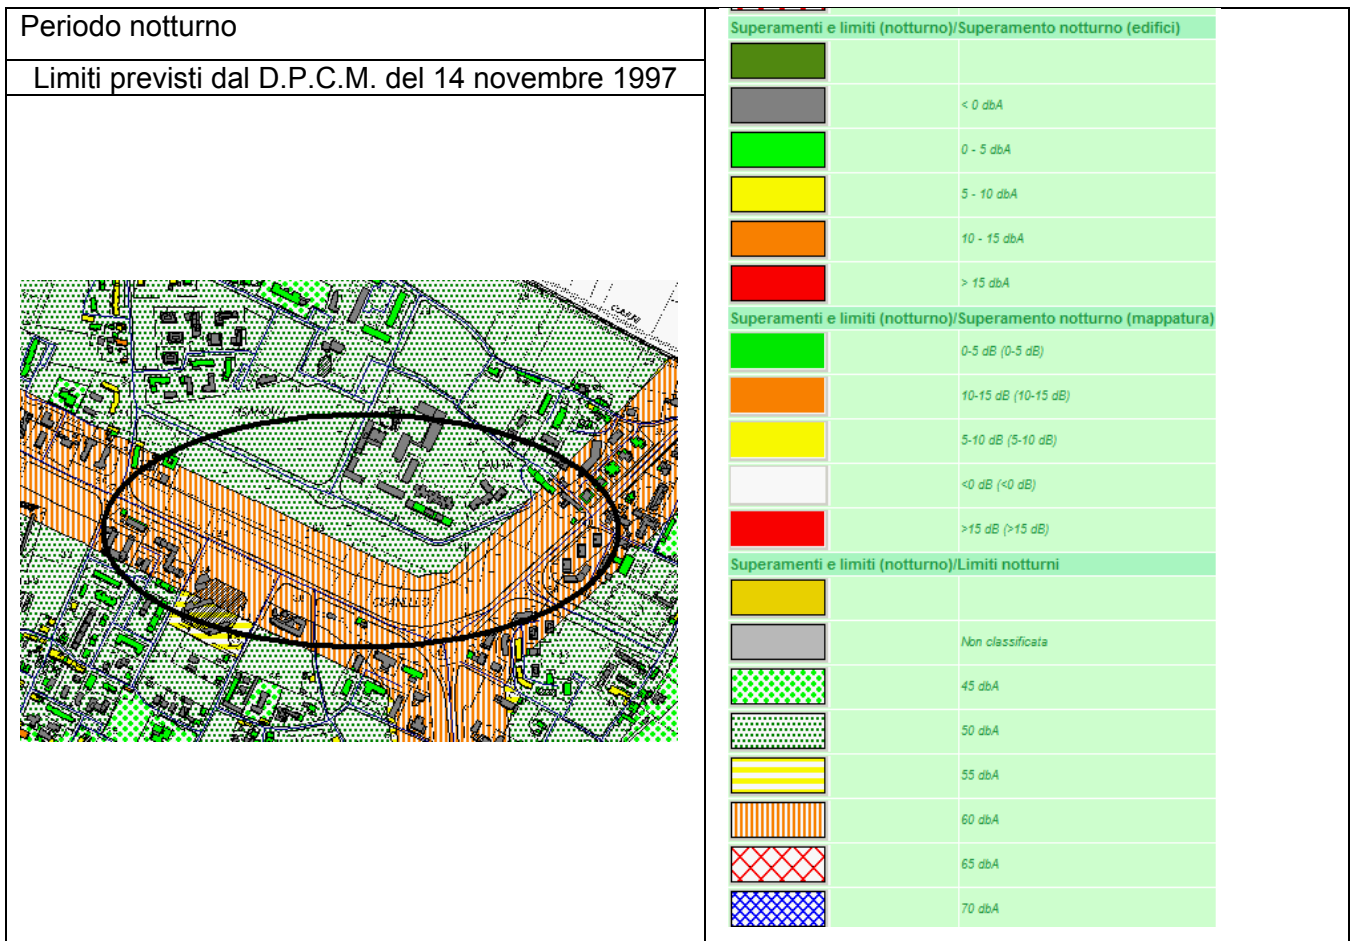 Periodo notturno
Limiti previsti dal D.P.C.M. del 14 novembre 1997
CISANELLO
Superamenti e limiti (notturno)/Superamento notturno (edifici)
< 0 dbA
0 - 5 dbA
5 - 10 dbA
10 - 15 dbA
> 15 dbA
Superamenti e limiti (notturno)/Superamento notturno (mappatura)
0-5 dB (0-5 dB)
10-15 dB (10-15 dB)
5-10 dB (5-10 dB)
<0 dB (<0 dB)
>15 dB (>15 dB)
Superamenti e limiti (notturno)/Limiti notturni
Non classificata
45 dbA
50 dbA
55 dbA
60 dbA
65 dbA
70 dbA